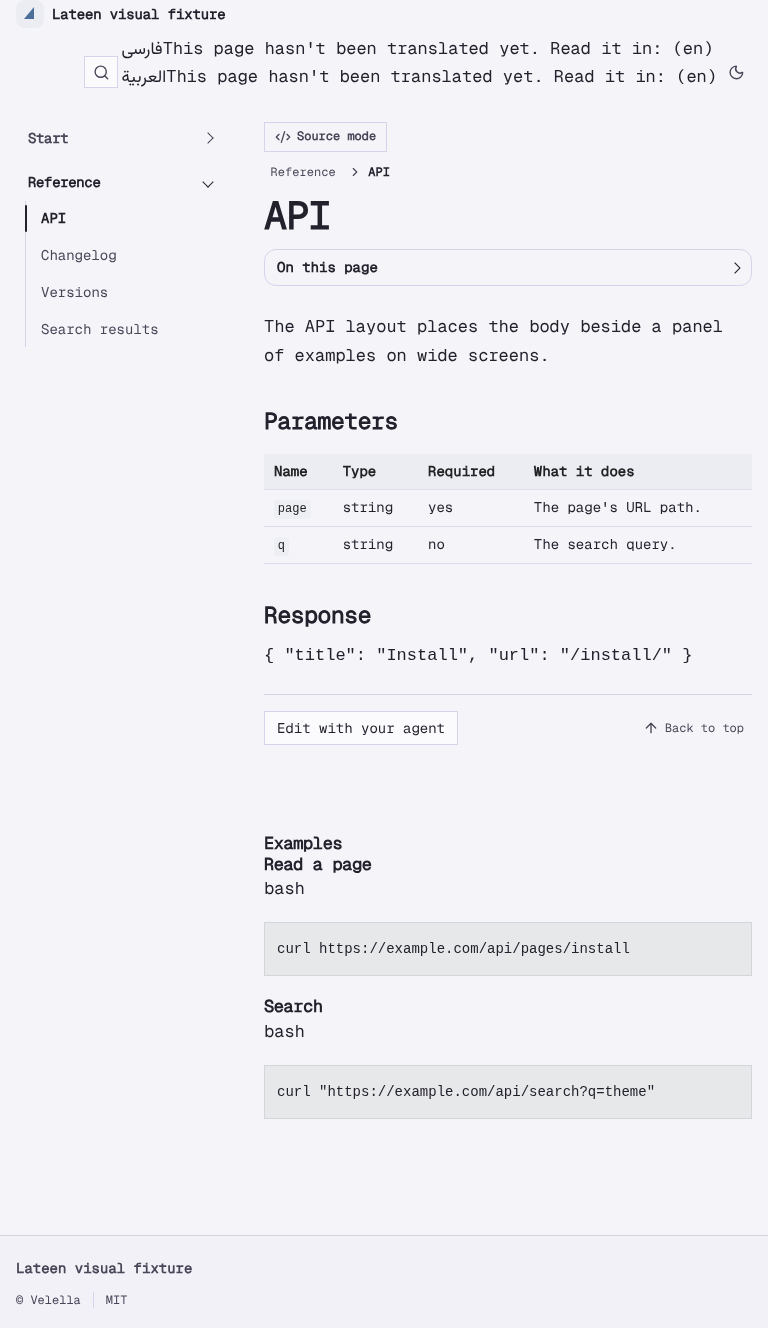 Lateen visual fixture
فارسیThis page hasn't been translated yet. Read it in: (en)
العربيةThis page hasn't been translated yet. Read it in: (en)
Source mode
Reference > API
Start
Reference
API
Changelog
Versions
Search results
API
On this page
The API layout places the body beside a panel
of examples on wide screens.
Parameters
Name Type Required What it does
page string yes The page's URL path.
q string no The search query.
Response
{ "title": "Install", "url": "/install/" }
Edit with your agent
Back to top
Examples
Read a page
bash
curl https://example.com/api/pages/install
Search
bash
curl "https://example.com/api/search?q=theme"
Lateen visual fixture
© Velella MIT